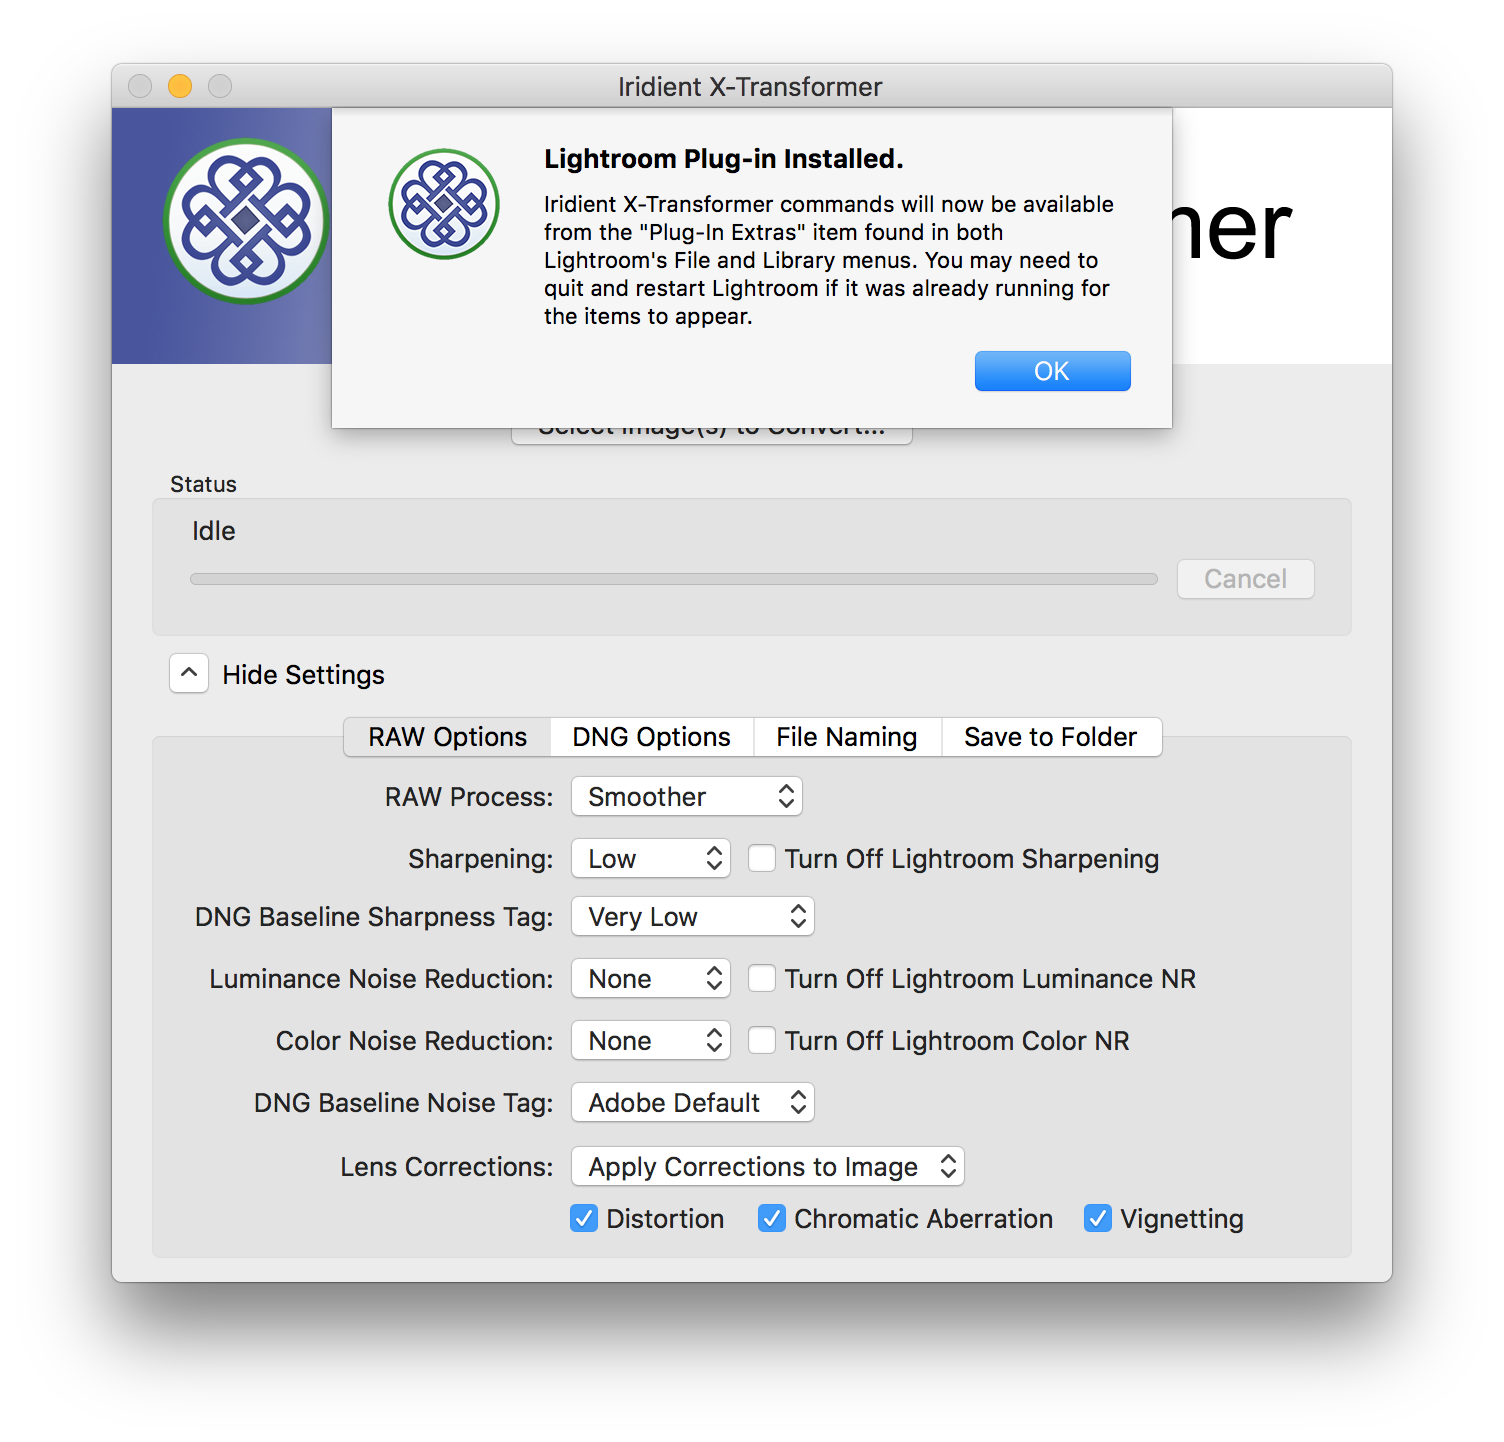 Iridient X-Transformer
Lightroom Plug-in Installed.
Iridient X-Transformer commands will now be available
from the "Plug-In Extras" item found in both
Lightroom's File and Library menus. You may need to
quit and restart Lightroom if it was already running for
the items to appear.
OK
mer
Select Image(s) to Convert...
Status
Idle
Cancel
Hide Settings
RAW Options DNG Options File Naming Save to Folder
RAW Process: Smoother
Sharpening: Low Turn Off Lightroom Sharpening
DNG Baseline Sharpness Tag: Very Low
Luminance Noise Reduction: None Turn Off Lightroom Luminance NR
Color Noise Reduction: None Turn Off Lightroom Color NR
DNG Baseline Noise Tag: Adobe Default
Lens Corrections: Apply Corrections to Image
Distortion Chromatic Aberration Vignetting